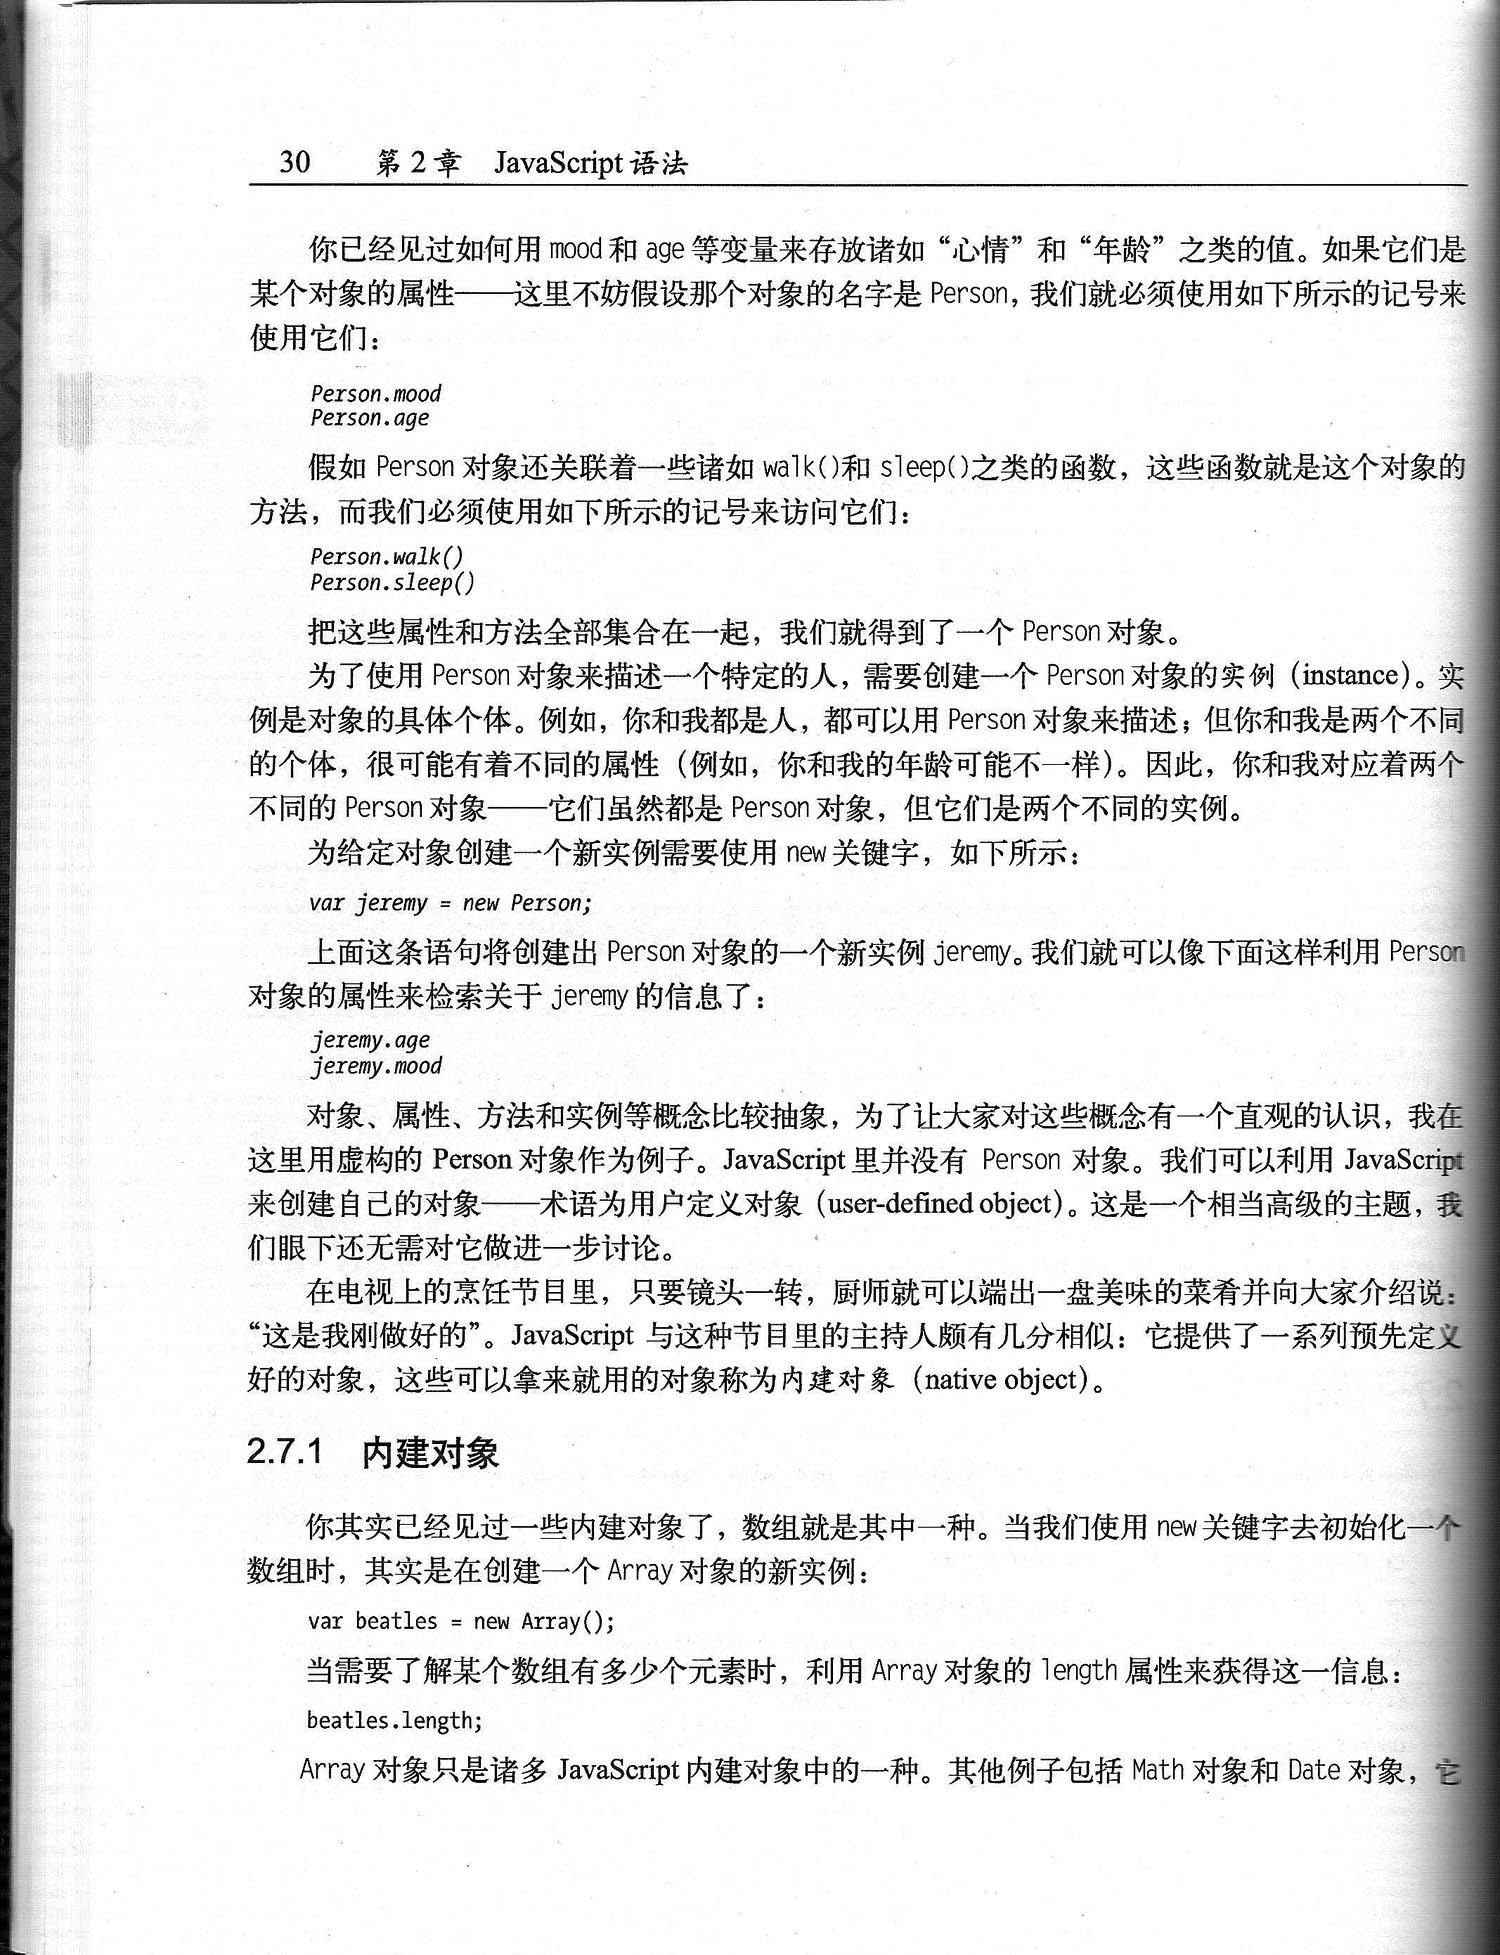 30 第2章 JavaScript 语法
你已经见过如何用 mood 和 age 等变量来存放诸如“心情”和“年龄”之类的值。如果它们是
某个对象的属性——这里不妨假设那个对象的名字是 Person，我们就必须使用如下所示的记号来
使用它们：
Person.mood
Person.age
假如 Person 对象还关联着一些诸如 walk()和 sleep()之类的函数，这些函数就是这个对象的
方法，而我们必须使用如下所示的记号来访问它们：
Person.walk()
Person.sleep()
把这些属性和方法全部集合在一起，我们就得到了一个 Person 对象。
为了使用 Person 对象来描述一个特定的人，需要创建一个 Person 对象的实例（instance）。实
例是对象的具体个体。例如，你和我都是人，都可以用 Person 对象来描述；但你和我是两个不同
的个体，很可能有着不同的属性（例如，你和我的年龄可能不一样）。因此，你和我对应着两个
不同的 Person 对象——它们虽然都是 Person 对象，但它们是两个不同的实例。
为给定对象创建一个新实例需要使用 new 关键字，如下所示：
var jeremy = new Person;
上面这条语句将创建出 Person 对象的一个新实例 jeremy。我们就可以像下面这样利用 Person
对象的属性来检索关于 jeremy 的信息了：
jeremy.age
jeremy.mood
对象、属性、方法和实例等概念比较抽象，为了让大家对这些概念有一个直观的认识，我在
这里用虚构的 Person 对象作为例子。JavaScript 里并没有 Person 对象。我们可以利用 JavaScript
来创建自己的对象——术语为用户定义对象（user-defined object）。这是一个相当高级的主题，我
们眼下还无需对它做进一步讨论。
在电视上的烹饪节目里，只要镜头一转，厨师就可以端出一盘美味的菜肴并向大家介绍说：
“这是我刚做好的”。JavaScript 与这种节目里的主持人颇有几分相似：它提供了一系列预先定义
好的对象，这些可以拿来就用的对象称为内建对象（native object）。
2.7.1 内建对象
你其实已经见过一些内建对象了，数组就是其中一种。当我们使用 new 关键字去初始化一个
数组时，其实是在创建一个 Array 对象的新实例：
var beatles = new Array();
当需要了解某个数组有多少个元素时，利用 Array 对象的 length 属性来获得这一信息：
beatles.length;
Array 对象只是诸多 JavaScript 内建对象中的一种。其他例子包括 Math 对象和 Date 对象，它